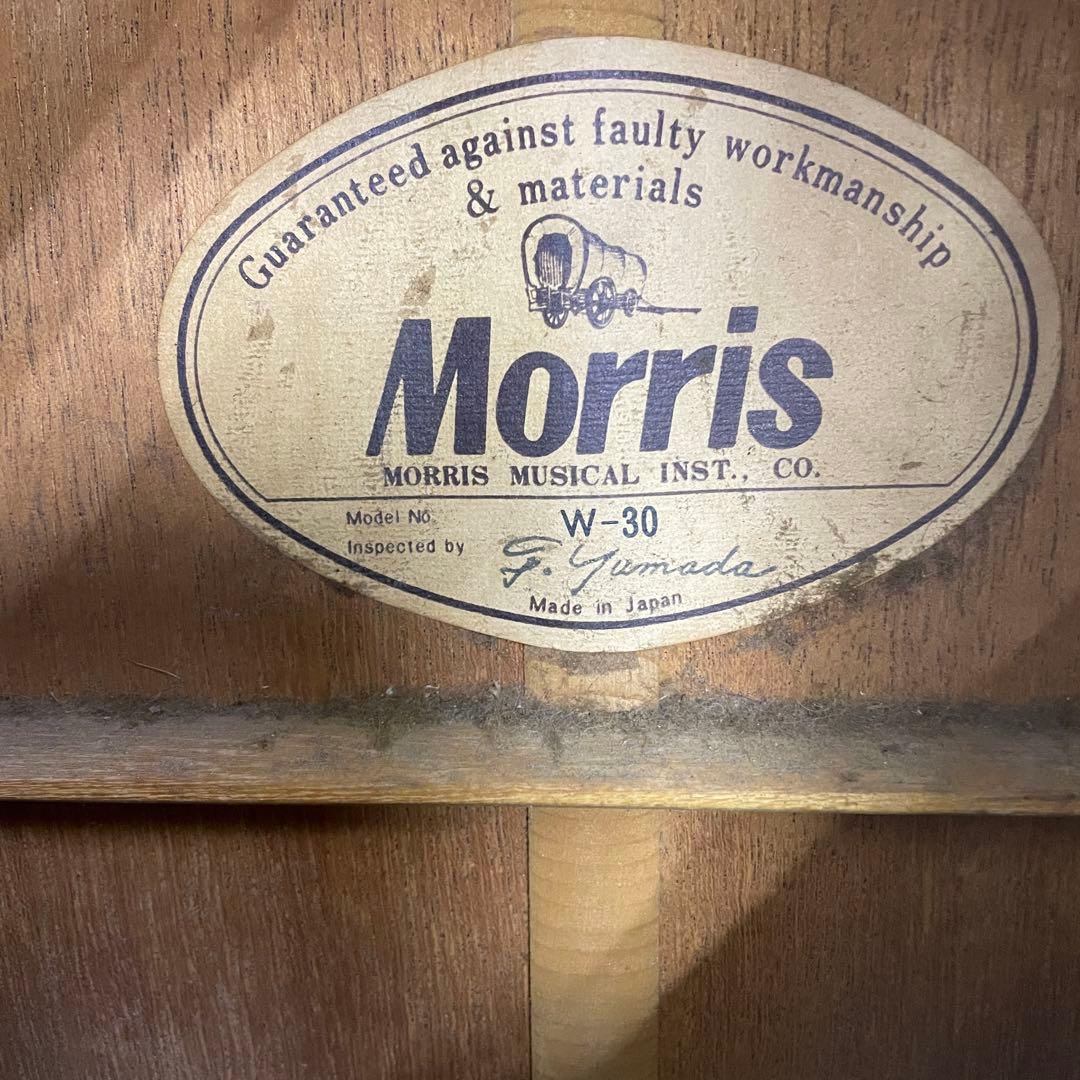 Guaranteed against faulty workmanship
& materials
Morris
MORRIS MUSICAL INST., CO.
Model No. W-30
Inspected by F. Yamada
Made in Japan